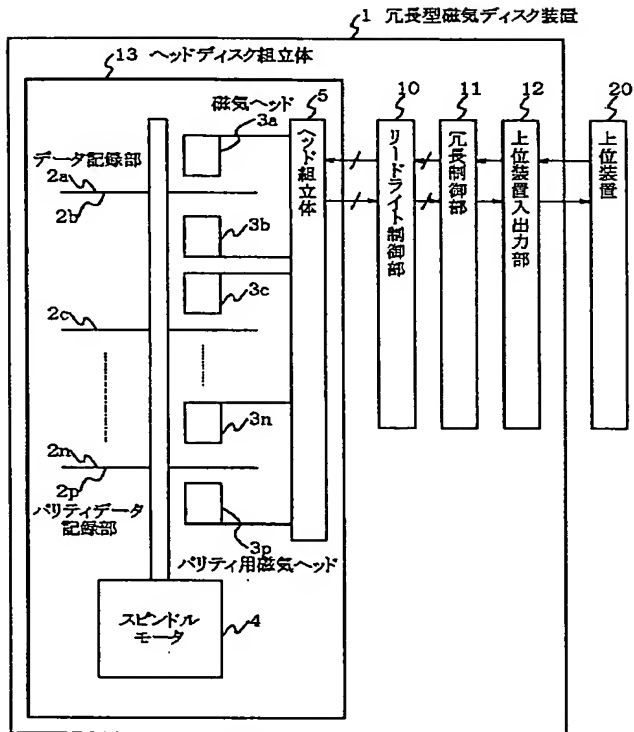 1 冗長型磁気ディスク装置
13 ヘッドディスク組立体
磁気ヘッド
3a
5
ヘッド組立体
10
リードライト制御部
11
冗長制御部
12
上位装置入出力部
20
上位装置
データ記録部
2a
2b
3b
3c
2c
3n
2n
2p
パリティデータ
記録部
3p
パリティ用磁気ヘッド
スピンドル
モータ
4